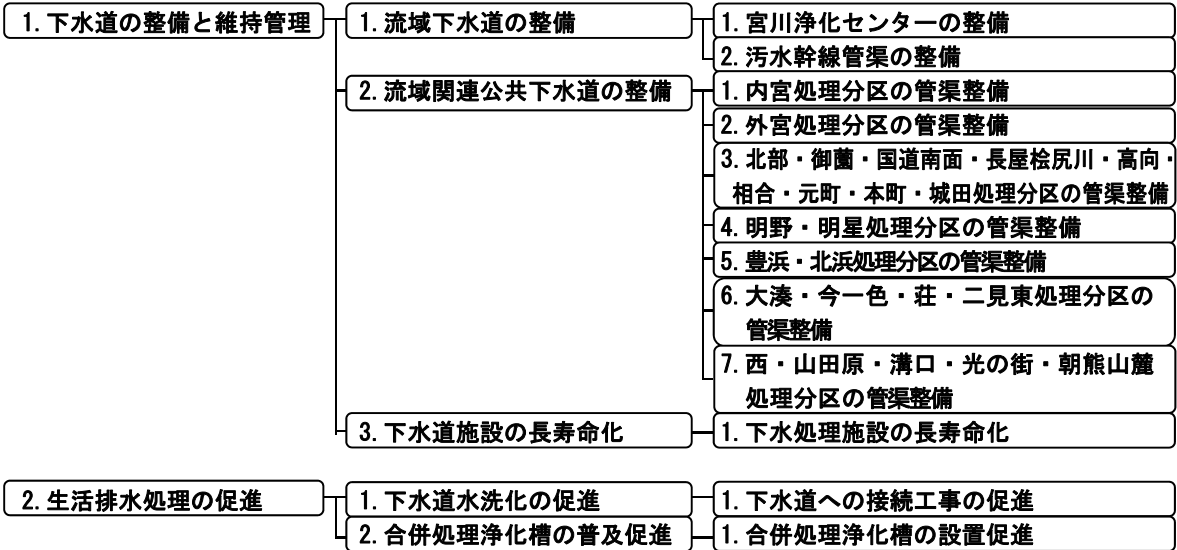 1. 下水道の整備と維持管理
1. 流域下水道の整備
1. 宮川浄化センターの整備
2. 汚水幹線管渠の整備
2. 流域関連公共下水道の整備
1. 内宮処理分区の管渠整備
2. 外宮処理分区の管渠整備
3. 北部・御薗・国道南面・長屋桧尻川・高向・
相合・元町・本町・城田処理分区の管渠整備
4. 明野・明星処理分区の管渠整備
5. 豊浜・北浜処理分区の管渠整備
6. 大湊・今一色・荘・二見東処理分区の
管渠整備
7. 西・山田原・溝口・光の街・朝熊山麓
処理分区の管渠整備
3. 下水道施設の長寿命化
1. 下水処理施設の長寿命化
2. 生活排水処理の促進
1. 下水道水洗化の促進
1. 下水道への接続工事の促進
2. 合併処理浄化槽の普及促進
1. 合併処理浄化槽の設置促進